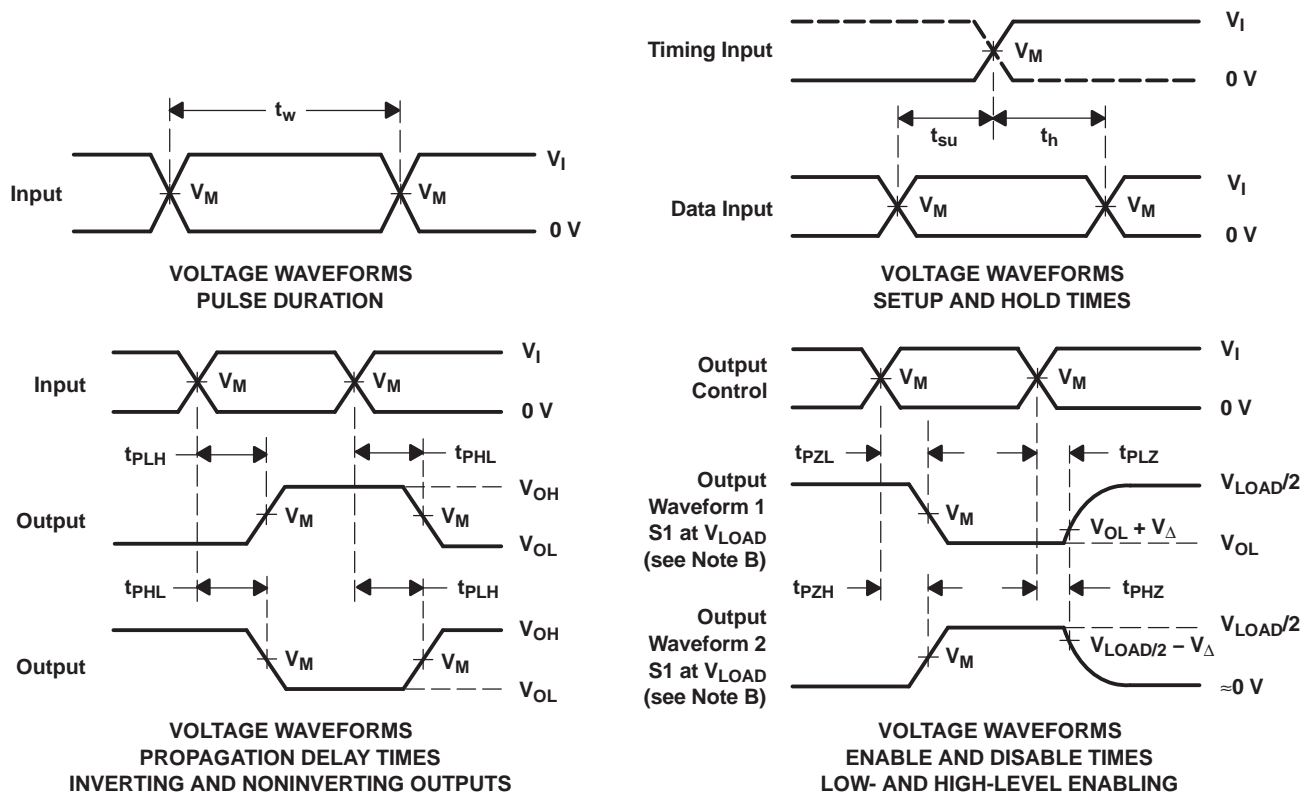 t_w
Input
V_M
V_M
V_I
0 V
VOLTAGE WAVEFORMS
PULSE DURATION
Timing Input
V_M
V_I
0 V
t_su
t_h
Data Input
V_M
V_M
V_I
0 V
VOLTAGE WAVEFORMS
SETUP AND HOLD TIMES
Input
V_M
V_M
V_I
0 V
t_PLH
t_PHL
Output
V_M
V_M
V_OH
V_OL
t_PHL
t_PLH
Output
V_M
V_M
V_OH
V_OL
VOLTAGE WAVEFORMS
PROPAGATION DELAY TIMES
INVERTING AND NONINVERTING OUTPUTS
Output
Control
V_M
V_M
V_I
0 V
t_PZL
t_PLZ
Output
Waveform 1
S1 at V_LOAD
(see Note B)
V_M
V_OL + V_Δ
V_LOAD/2
V_OL
t_PZH
t_PHZ
Output
Waveform 2
S1 at V_LOAD
(see Note B)
V_M
V_LOAD/2 – V_Δ
V_LOAD/2
≈0 V
VOLTAGE WAVEFORMS
ENABLE AND DISABLE TIMES
LOW- AND HIGH-LEVEL ENABLING